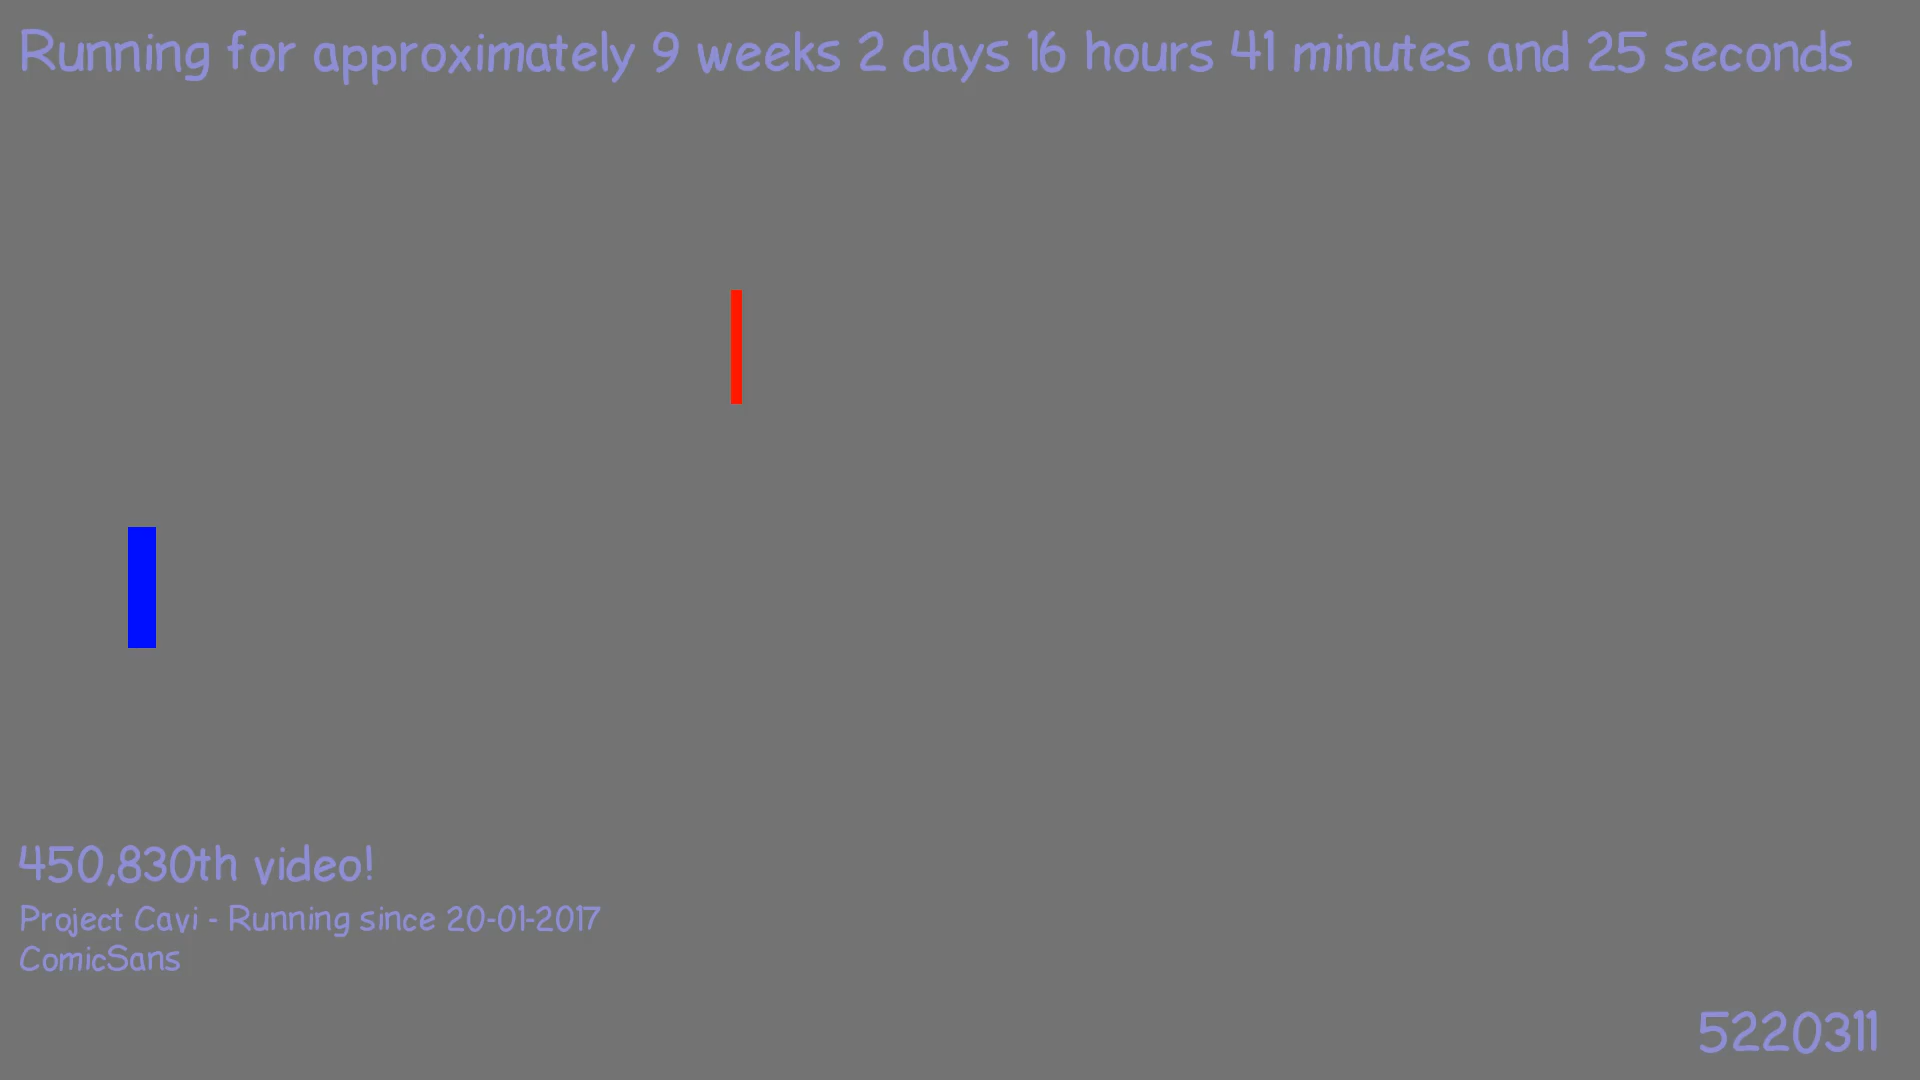 Running for approximately 9 weeks 2 days 16 hours 41 minutes and 25 seconds
450,830th video!
Project Cavi - Running since 20-01-2017
ComicSans
5220311